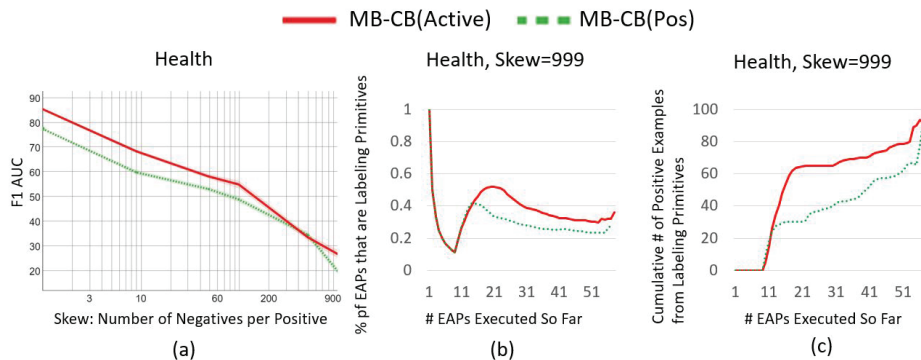 MB-CB(Active) MB-CB(Pos)
Health
F1 AUC
90
80
70
60
50
40
30
20
3 10 60 200 900
Skew: Number of Negatives per Positive
(a)
Health, Skew=999
% pf EAPs that are Labeling Primitives
1
0.8
0.6
0.4
0.2
0
1 11 21 31 41 51
# EAPs Executed So Far
(b)
Health, Skew=999
Cumulative # of Positive Examples
from Labeling Primitives
100
80
60
40
20
0
1 11 21 31 41 51
# EAPs Executed So Far
(c)